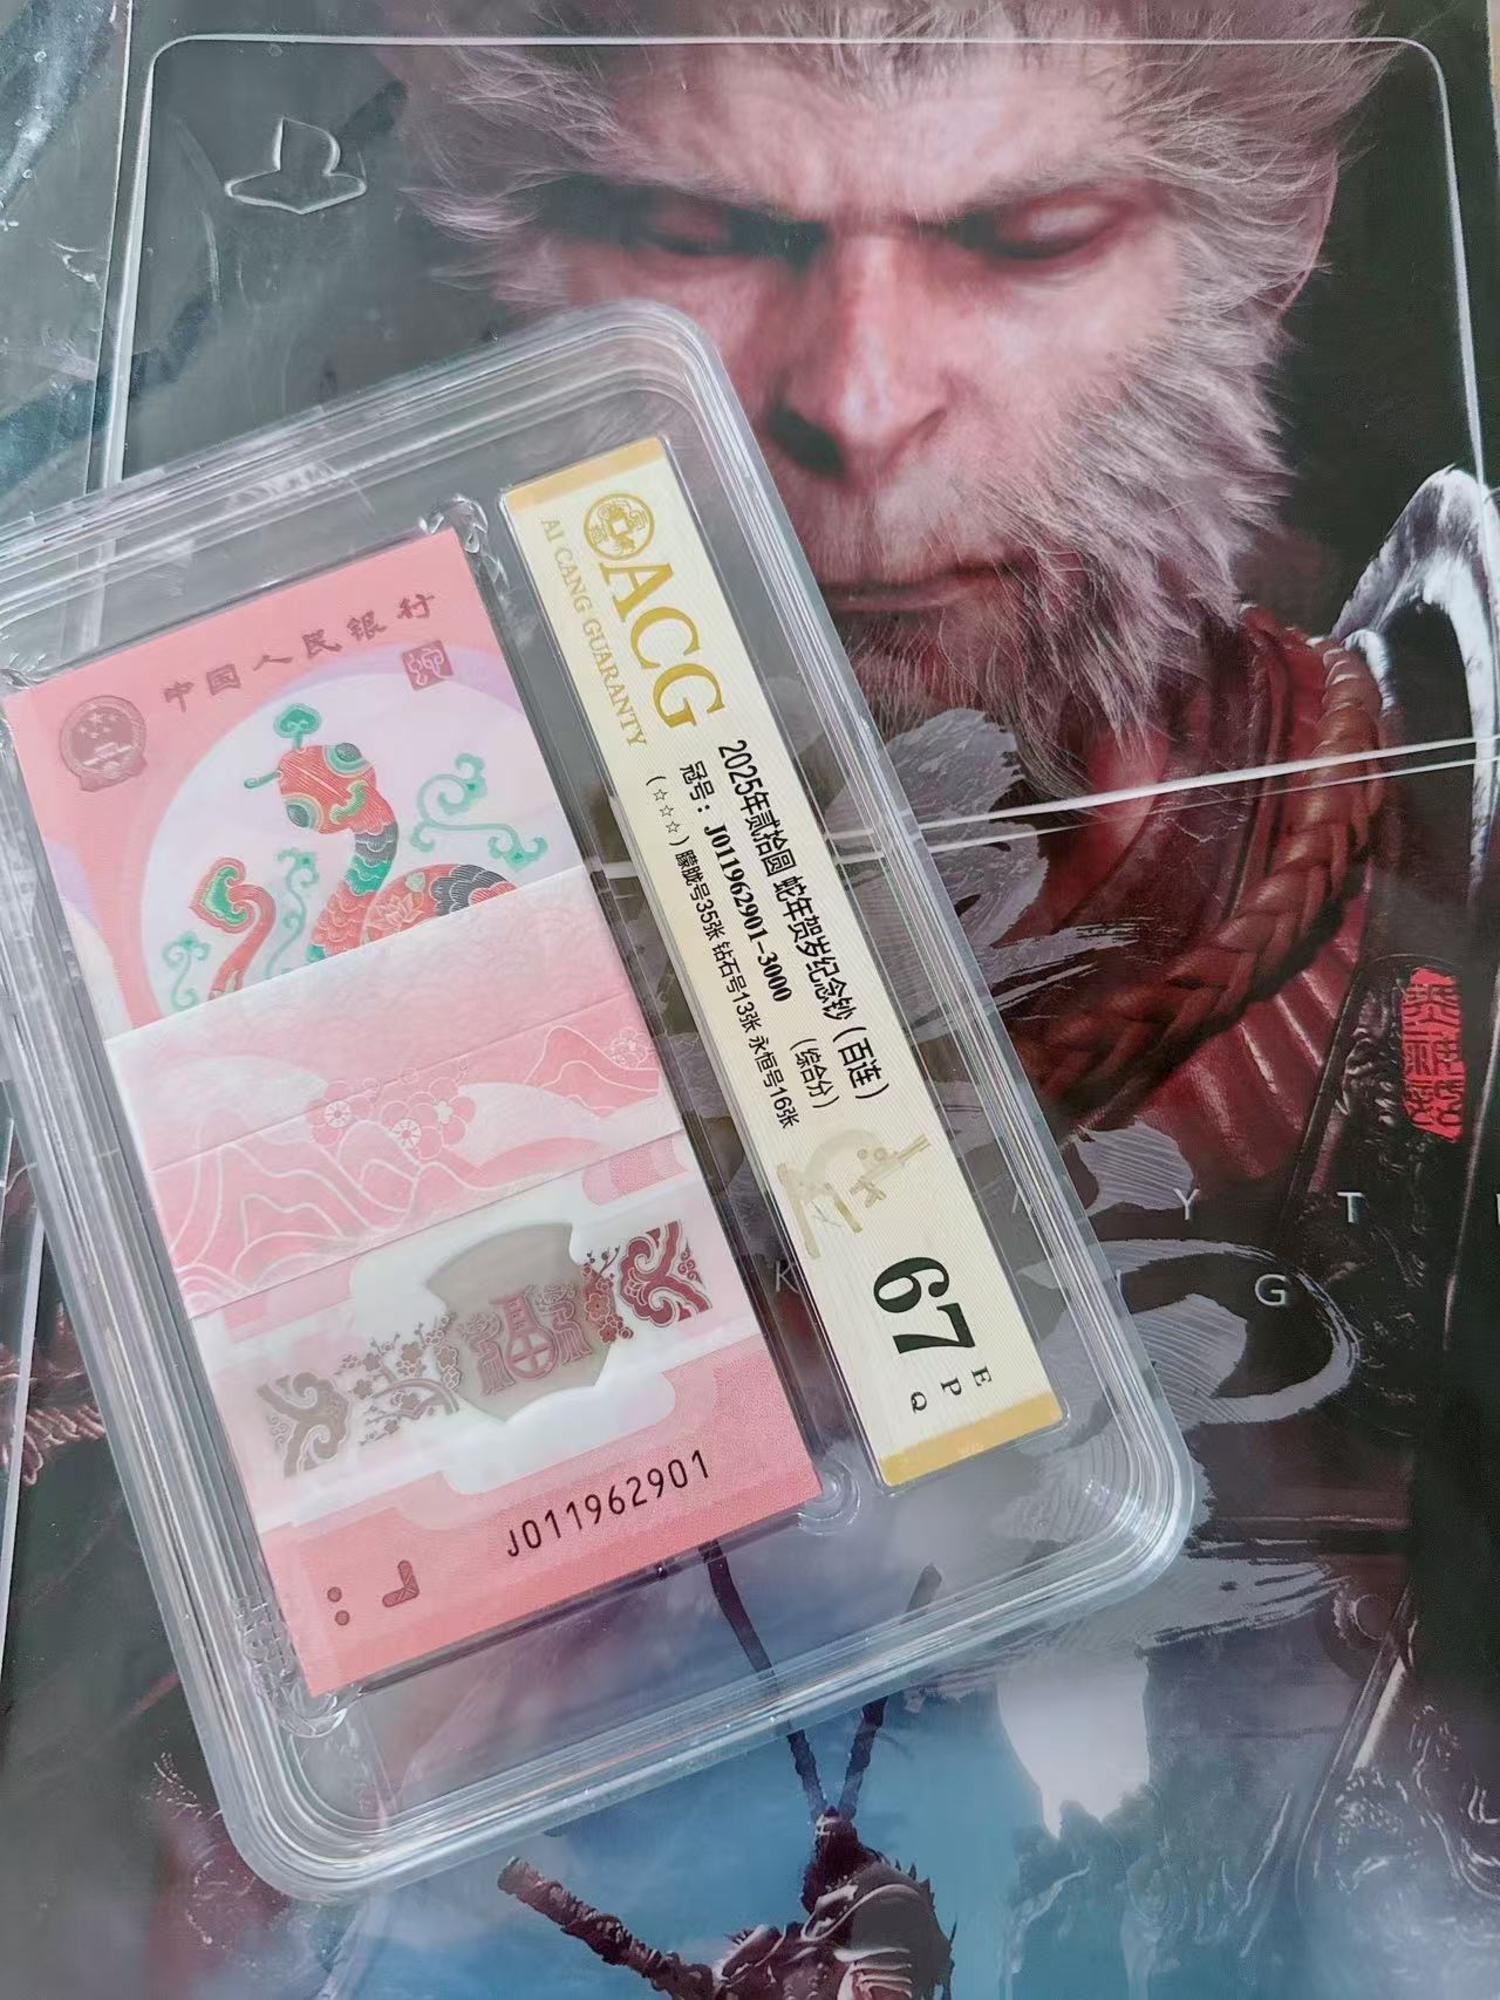 中国人民银行
蛇
J011962901
ACG
AI CANG GUARANTY
2025年贰拾圆 蛇年贺岁纪念钞（百连）
冠号：J011962901-3000 （综合分）
（☆☆☆）朦胧号35张 钻石号13张 永恒号16张
67
E
P
Q
Y T
K G